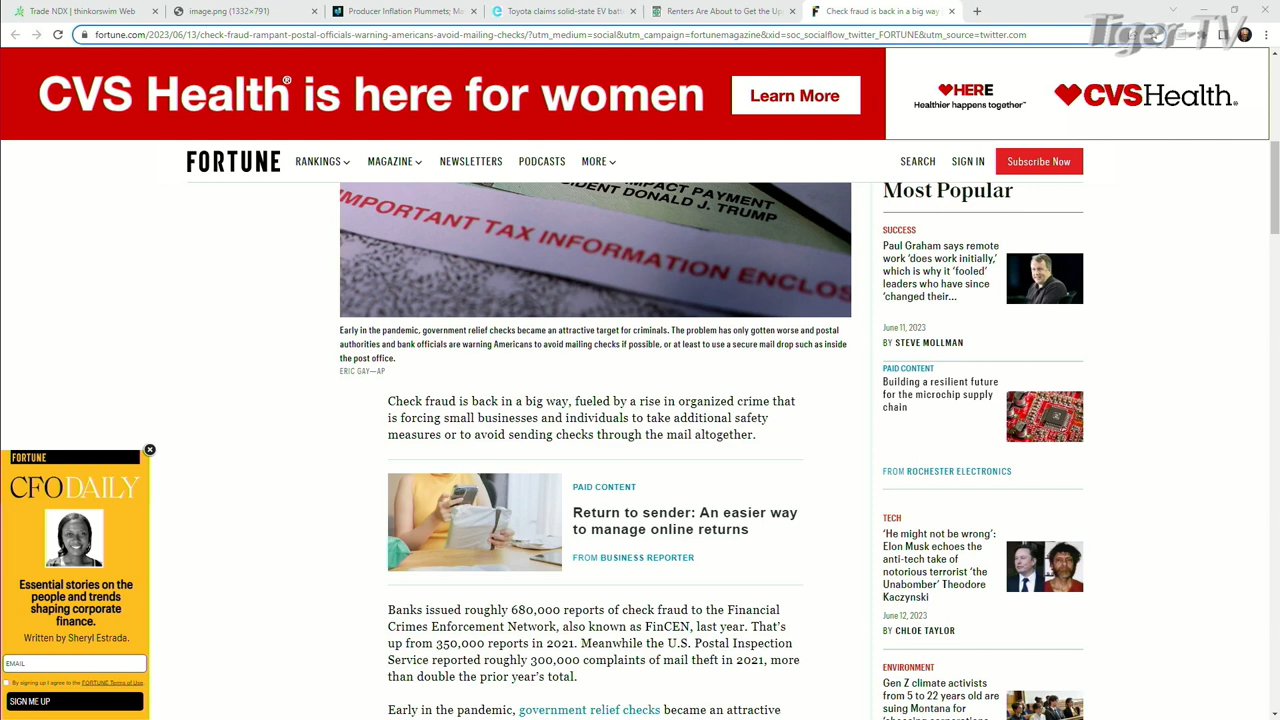 Trade NDX | thinkorswim Web
image.png (1332×791)
Producer Inflation Plummets; Ma
Toyota claims solid-state EV batt
Renters Are About to Get the Up
Check fraud is back in a big way
fortune.com/2023/06/13/check-fraud-rampant-postal-officials-warning-american-avoid-mailing-checks/?utm_medium=social&utm_campaign=fortunemagazine&xid=soc_socialflow_twitter_FORTUNE&utm_source=twitter.com
Tiger-TV
CVS Health® is here for women
Learn More
HERE
Healthier happens together™
CVSHealth®
FORTUNE
RANKINGS
MAGAZINE
NEWSLETTERS
PODCASTS
MORE
SEARCH
SIGN IN
Subscribe Now
IMPACT PAYMENT
IDENT DONALD J. TRUMP
IMPORTANT TAX INFORMATION ENCLOS
Early in the pandemic, government relief checks became an attractive target for criminals. The problem has only gotten worse and postal
authorities and bank officials are warning Americans to avoid mailing checks if possible, or at least to use a secure mail drop such as inside
the post office.
ERIC GAY—AP
Check fraud is back in a big way, fueled by a rise in organized crime that
is forcing small businesses and individuals to take additional safety
measures or to avoid sending checks through the mail altogether.
PAID CONTENT
Return to sender: An easier way
to manage online returns
FROM BUSINESS REPORTER
Banks issued roughly 680,000 reports of check fraud to the Financial
Crimes Enforcement Network, also known as FinCEN, last year. That's
up from 350,000 reports in 2021. Meanwhile the U.S. Postal Inspection
Service reported roughly 300,000 complaints of mail theft in 2021, more
than double the prior year's total.
Early in the pandemic, government relief checks became an attractive
Most Popular
SUCCESS
Paul Graham says remote
work 'does work initially,'
which is why it 'fooled'
leaders who have since
'changed their...
June 11, 2023
BY STEVE MOLLMAN
PAID CONTENT
Building a resilient future
for the microchip supply
chain
FROM ROCHESTER ELECTRONICS
TECH
'He might not be wrong':
Elon Musk echoes the
anti-tech take of
notorious terrorist 'the
Unabomber' Theodore
Kaczynski
June 12, 2023
BY CHLOE TAYLOR
ENVIRONMENT
Gen Z climate activists
from 5 to 22 years old are
suing Montana for
FORTUNE
CFO DAILY
Essential stories on the
people and trends
shaping corporate
finance.
Written by Sheryl Estrada.
EMAIL
By signing up I agree to the FORTUNE Terms of Use
SIGN ME UP